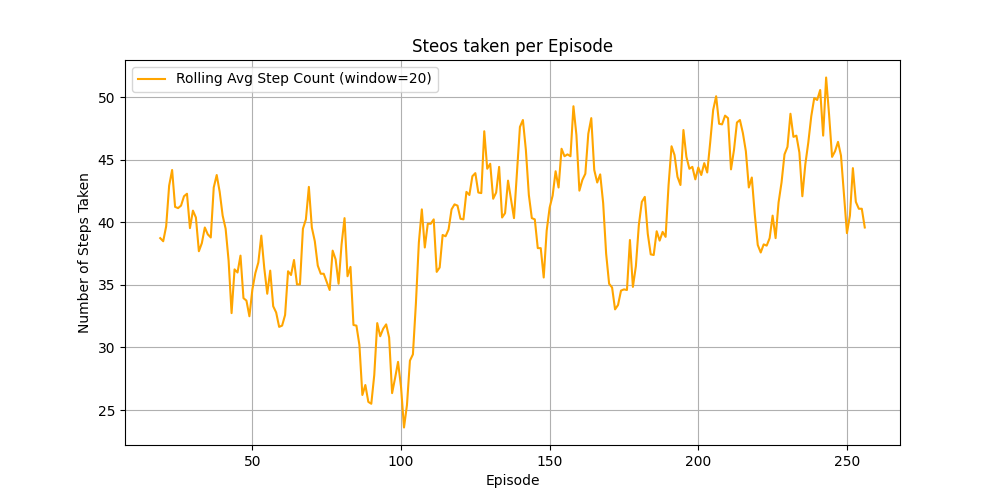 Steos taken per Episode
Rolling Avg Step Count (window=20)
Number of Steps Taken
50
45
40
35
30
25
50
100
150
200
250
Episode